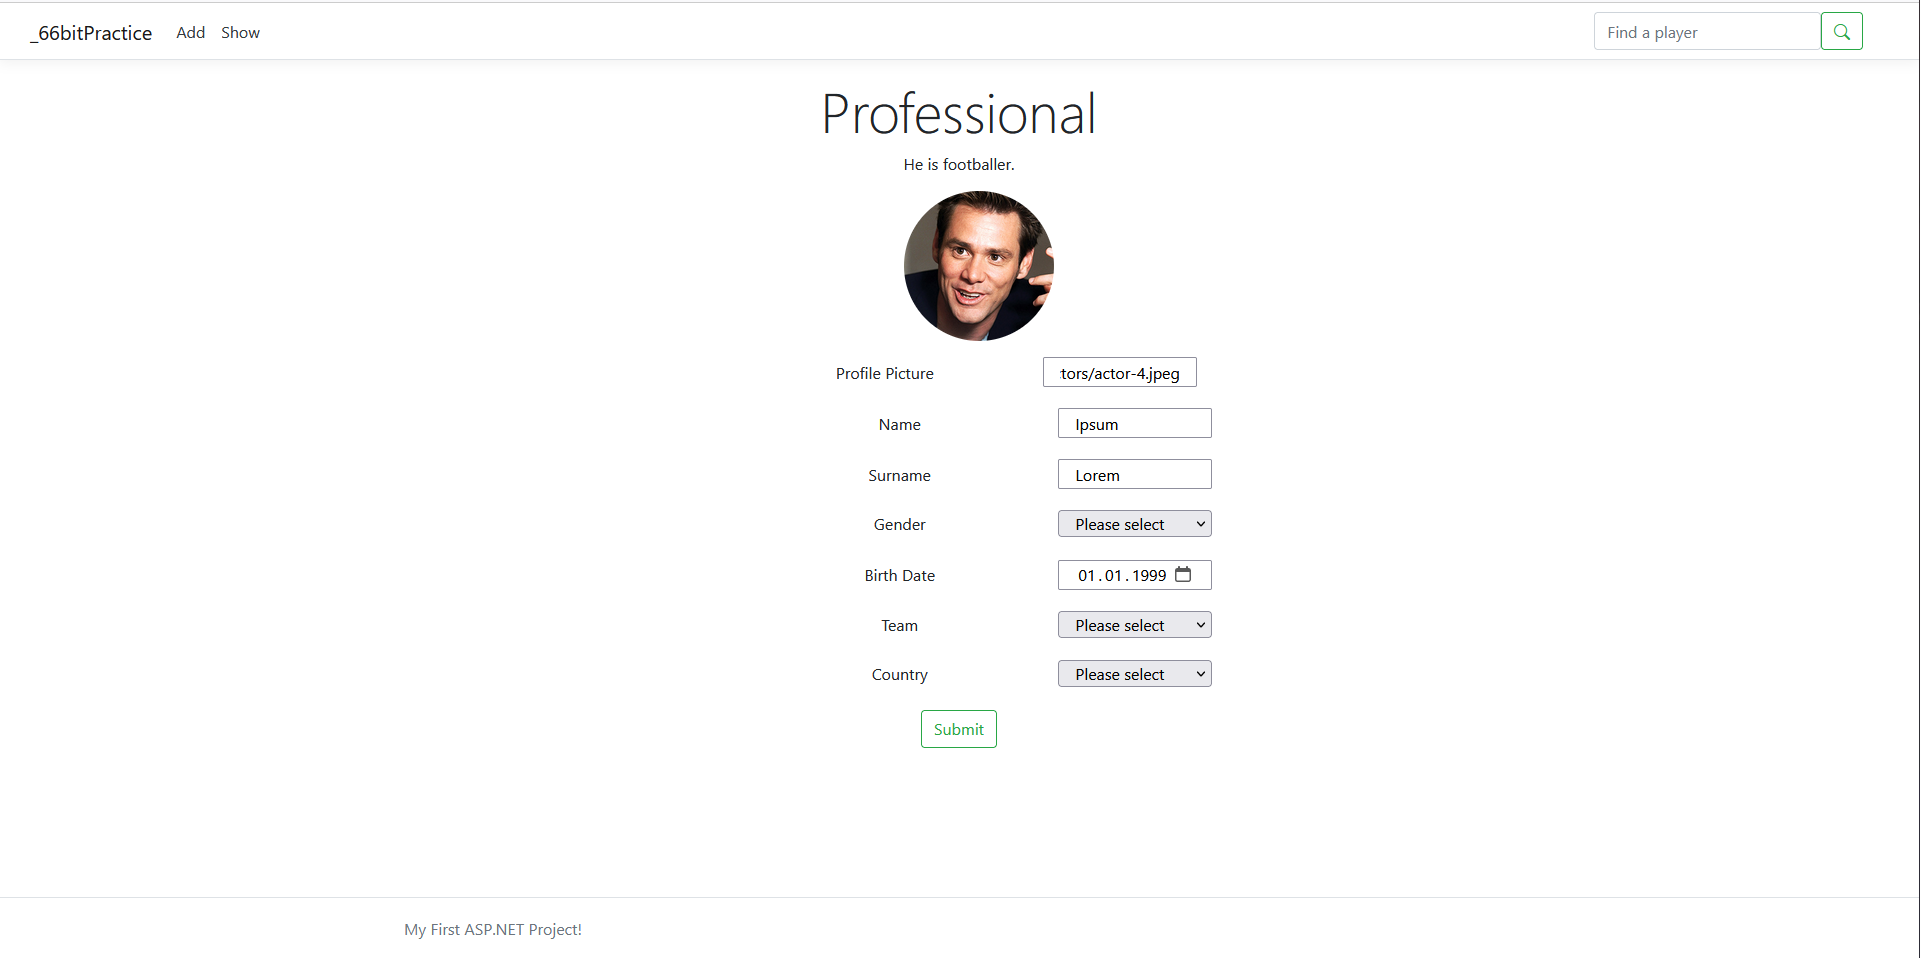 _66bitPractice Add Show Find a player
Professional
He is footballer.
Profile Picture tors/actor-4.jpeg
Name Ipsum
Surname Lorem
Gender Please select
Birth Date 01.01.1999
Team Please select
Country Please select
Submit
My First ASP.NET Project!